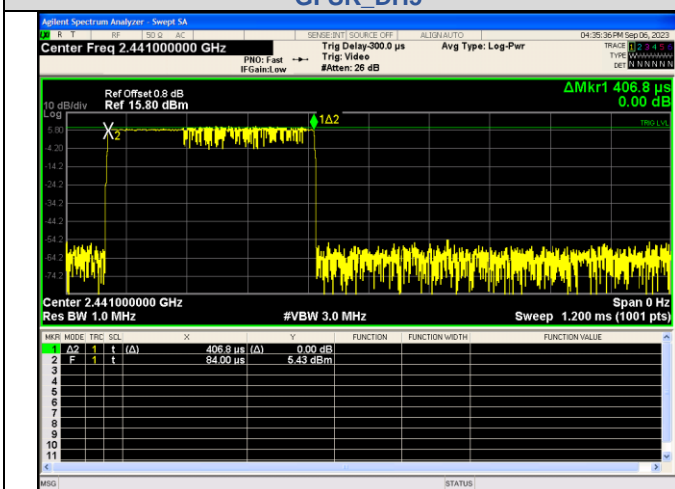 Agilent Spectrum Analyzer - Swept SA
R T RF 50 Ω AC SENSE:INT SOURCE OFF ALIGN AUTO 04:35:36 PM Sep 06, 2023
Center Freq 2.441000000 GHz Trig Delay-300.0 µs Avg Type: Log-Pwr TRACE 1 2 3 4 5 6
PNO: Fast Trig: Video TYPE WWWWWW
IFGain:Low #Atten: 26 dB DET N N N N N N
Ref Offset 0.8 dB ΔMkr1 406.8 µs
10 dB/div Ref 15.80 dBm 0.00 dB
Log
1Δ2
TRIG LVL
5.80
X2
-4.20
-14.2
-24.2
-34.2
-44.2
-54.2
-64.2
-74.2
Center 2.441000000 GHz Span 0 Hz
Res BW 1.0 MHz #VBW 3.0 MHz Sweep 1.200 ms (1001 pts)
MKR MODE TRC SCL X Y FUNCTION FUNCTION WIDTH FUNCTION VALUE
1 Δ2 1 t (Δ) 406.8 µs (Δ) 0.00 dB
2 F 1 t 84.00 µs 5.43 dBm
3
4
5
6
7
8
9
10
11
MSG STATUS